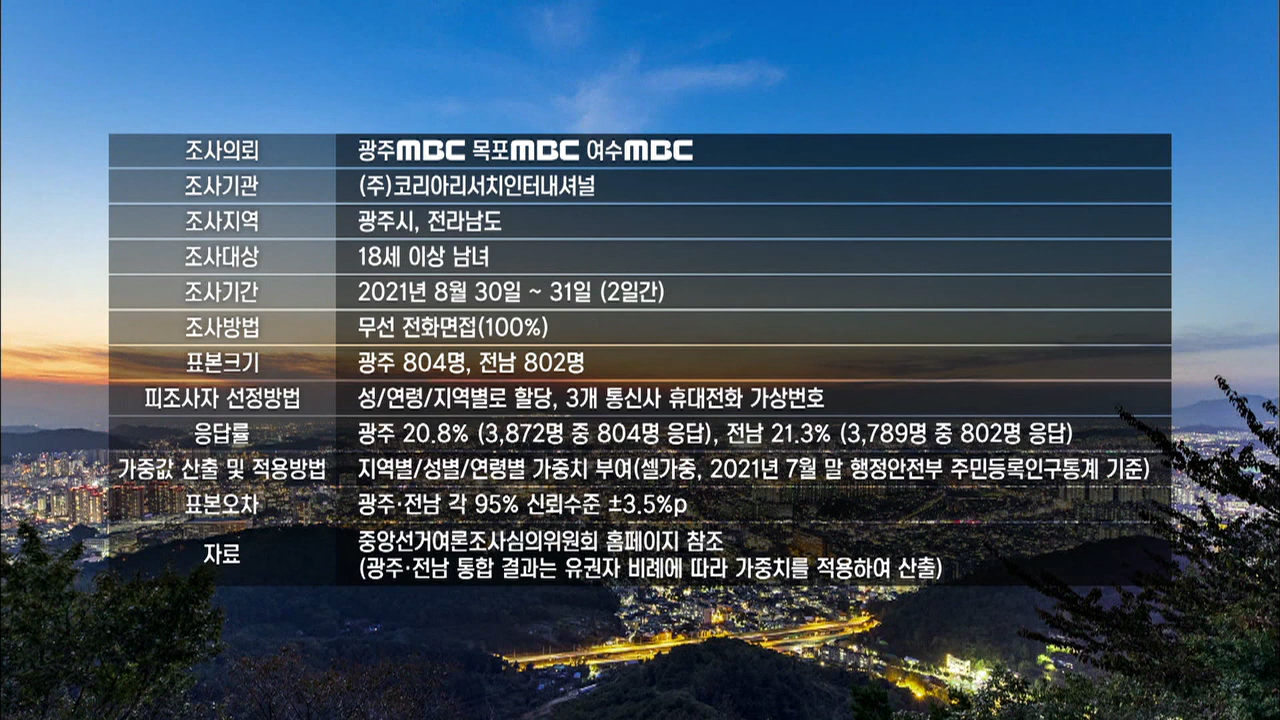 조사의뢰 광주MBC 목포MBC 여수MBC
조사기관 (주)코리아리서치인터내셔널
조사지역 광주시, 전라남도
조사대상 18세 이상 남녀
조사기간 2021년 8월 30일 ~ 31일 (2일간)
조사방법 무선 전화면접(100%)
표본크기 광주 804명, 전남 802명
피조사자 선정방법 성/연령/지역별로 할당, 3개 통신사 휴대전화 가상번호
응답률 광주 20.8% (3,872명 중 804명 응답), 전남 21.3% (3,789명 중 802명 응답)
가중값 산출 및 적용방법 지역별/성별/연령별 가중치 부여(셀가중, 2021년 7월 말 행정안전부 주민등록인구통계 기준)
표본오차 광주·전남 각 95% 신뢰수준 ±3.5%p
자료 중앙선거여론조사심의위원회 홈페이지 참조
(광주·전남 통합 결과는 유권자 비례에 따라 가중치를 적용하여 산출)